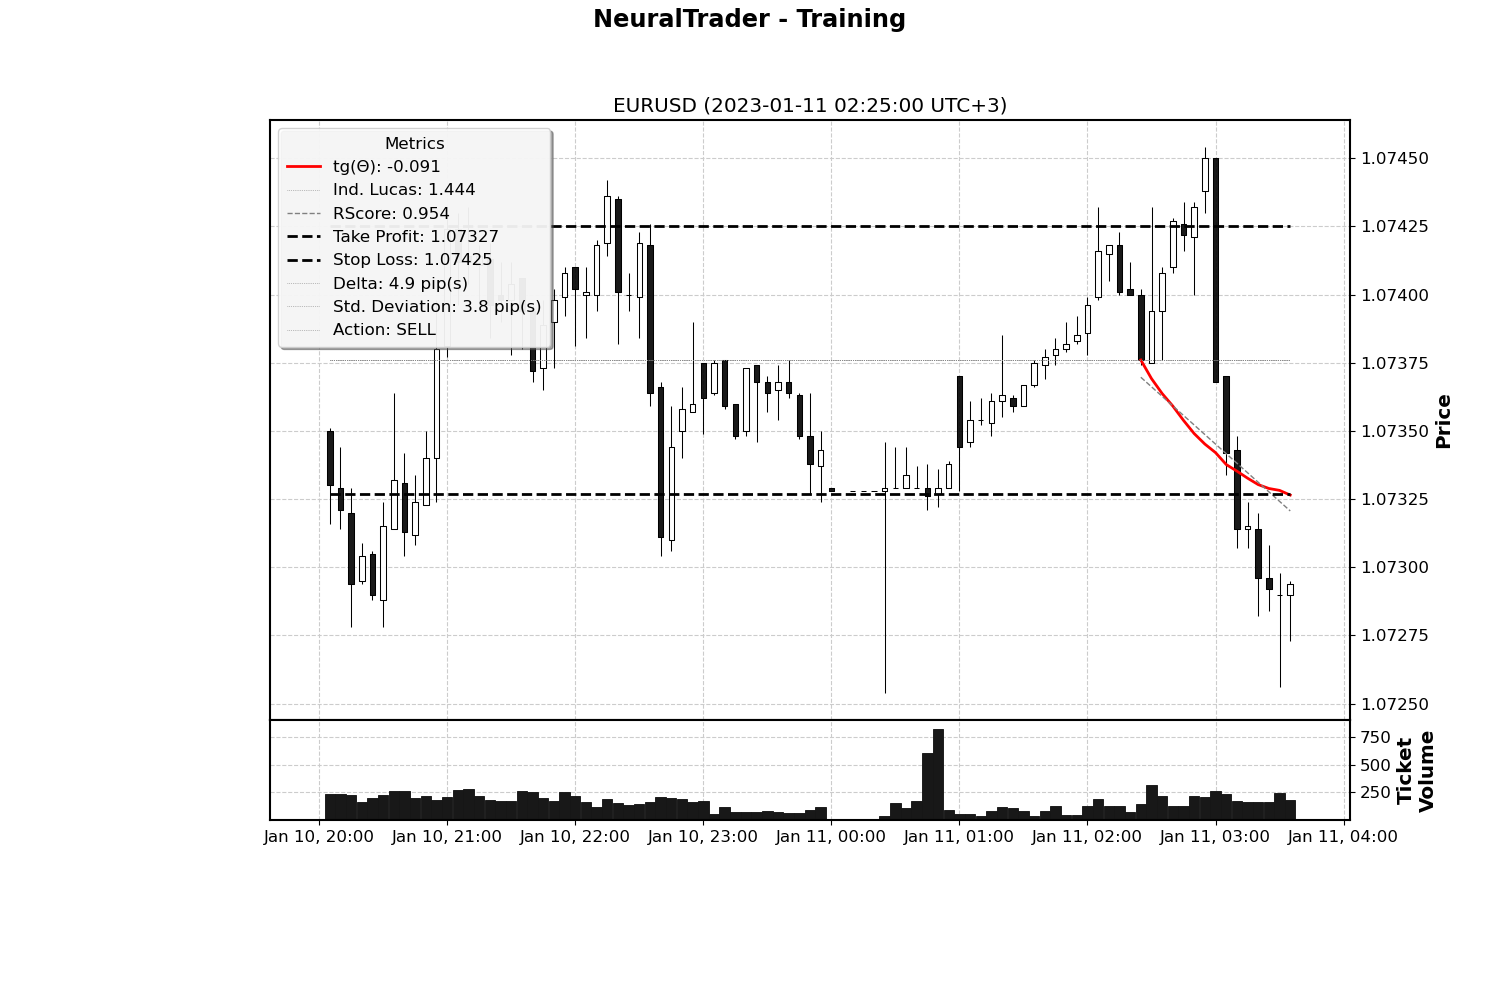 NeuralTrader - Training
EURUSD (2023-01-11 02:25:00 UTC+3)
Metrics
tg(Θ): -0.091
Ind. Lucas: 1.444
RScore: 0.954
Take Profit: 1.07327
Stop Loss: 1.07425
Delta: 4.9 pip(s)
Std. Deviation: 3.8 pip(s)
Action: SELL
1.07450
1.07425
1.07400
1.07375
1.07350
1.07325
1.07300
1.07275
1.07250
Price
750
500
250
Ticket
Volume
Jan 10, 20:00 Jan 10, 21:00 Jan 10, 22:00 Jan 10, 23:00 Jan 11, 00:00 Jan 11, 01:00 Jan 11, 02:00 Jan 11, 03:00 Jan 11, 04:00